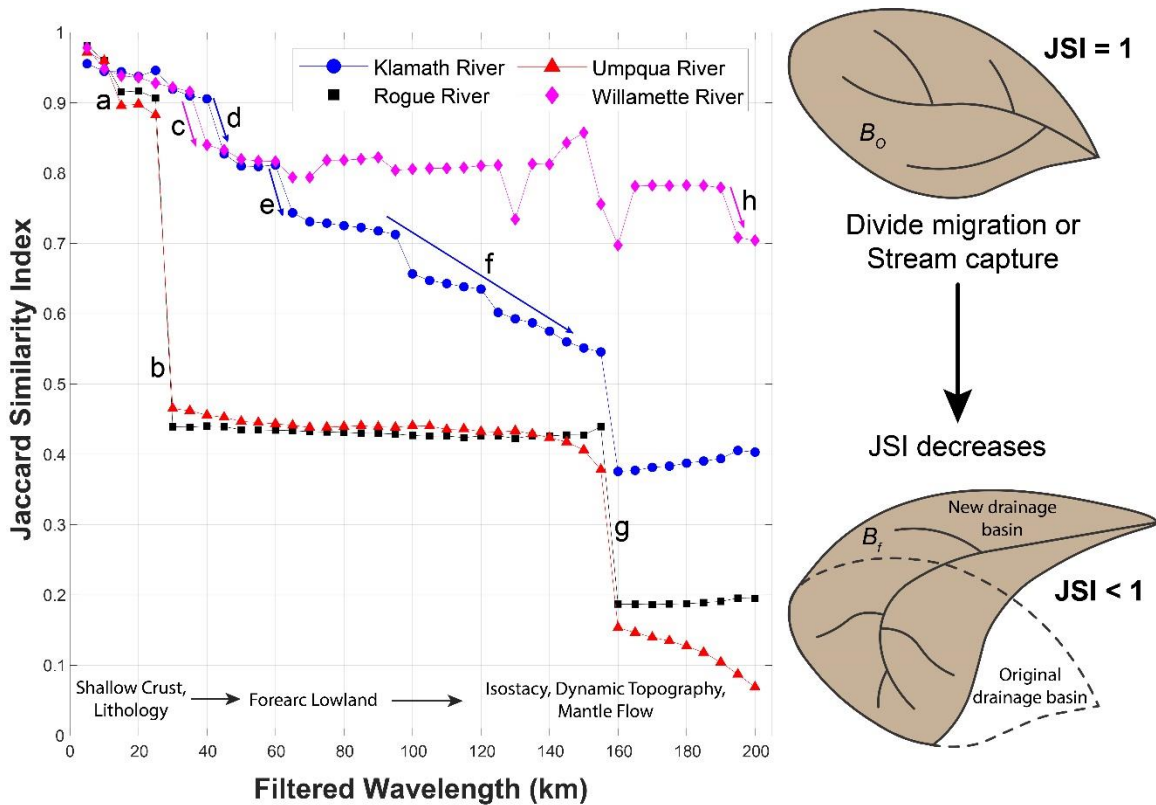 Jaccard Similarity Index
1
0.9
0.8
0.7
0.6
0.5
0.4
0.3
0.2
0.1
0
Klamath River
Umpqua River
Rogue River
Willamette River
a
b
c
d
e
f
g
h
Shallow Crust,
Lithology
Forearc Lowland
Isostacy, Dynamic Topography,
Mantle Flow
0 20 40 60 80 100 120 140 160 180 200
Filtered Wavelength (km)
JSI = 1
BO
Divide migration or
Stream capture
JSI decreases
New drainage
basin
Bf
JSI < 1
Original
drainage basin